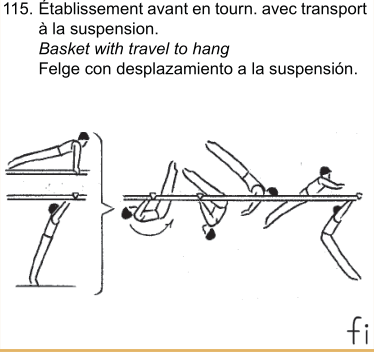 115. Établissement avant en tourn. avec transport
à la suspension.
Basket with travel to hang
Felge con desplazamiento a la suspensión.
fi